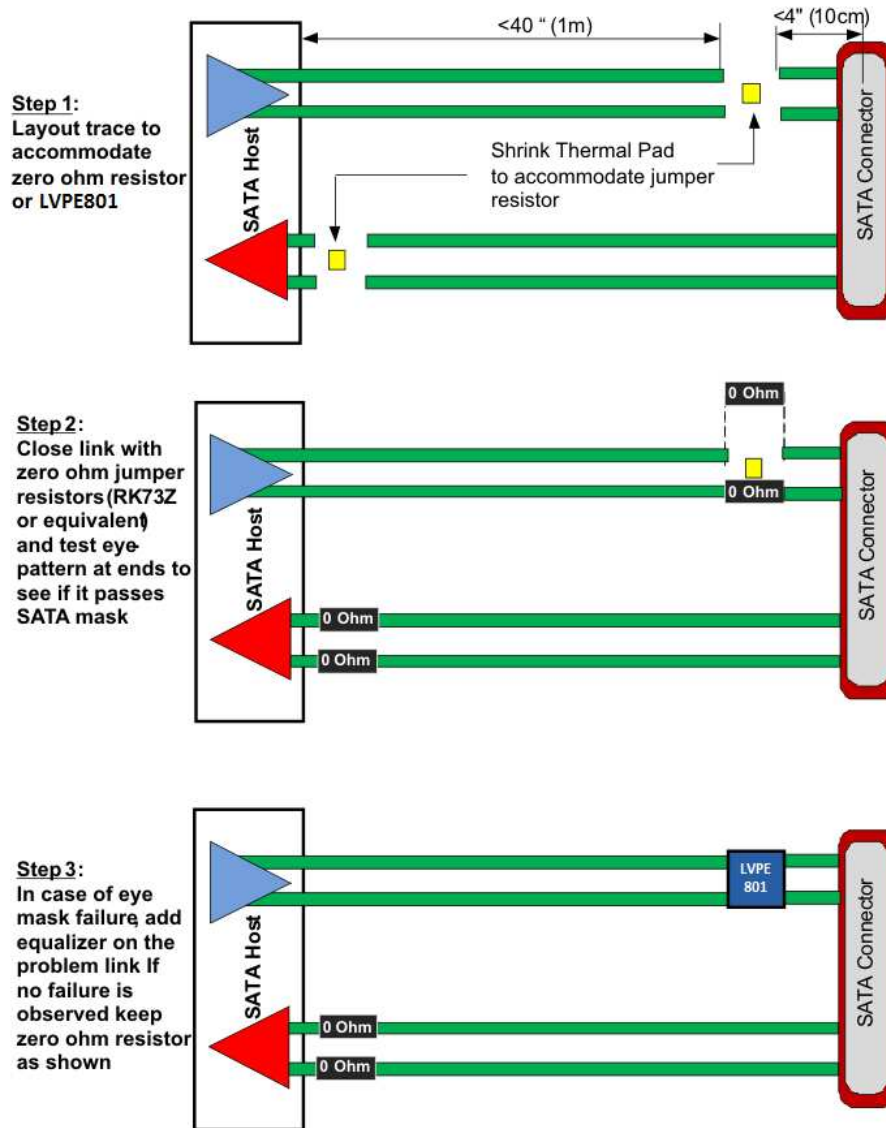 <40 “ (1m)
<4" (10cm)
Step 1:
Layout trace to
accommodate
zero ohm resistor
or LVPE801
SATA Host
Shrink Thermal Pad
to accommodate jumper
resistor
SATA Connector
Step 2:
Close link with
zero ohm jumper
resistors (RK73Z
or equivalent)
and test eye-
pattern at ends to
see if it passes
SATA mask
SATA Host
0 Ohm
0 Ohm
0 Ohm
0 Ohm
SATA Connector
Step 3:
In case of eye
mask failure, add
equalizer on the
problem link If
no failure is
observed keep
zero ohm resistor
as shown
SATA Host
LVPE
801
0 Ohm
0 Ohm
SATA Connector